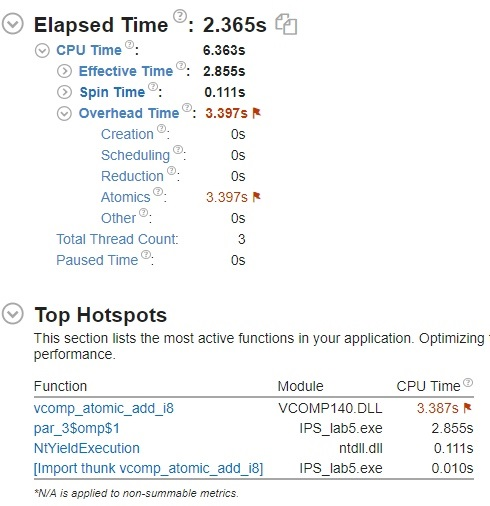 Elapsed Time ?: 2.365s
CPU Time ?: 6.363s
Effective Time ?: 2.855s
Spin Time ?: 0.111s
Overhead Time ?: 3.397s
Creation ?: 0s
Scheduling ?: 0s
Reduction ?: 0s
Atomics ?: 3.397s
Other ?: 0s
Total Thread Count: 3
Paused Time ?: 0s
Top Hotspots
This section lists the most active functions in your application. Optimizing
performance.
Function Module CPU Time ?
vcomp_atomic_add_i8 VCOMP140.DLL 3.387s
par_3$omp$1 IPS_lab5.exe 2.855s
NtYieldExecution ntdll.dll 0.111s
[Import thunk vcomp_atomic_add_i8] IPS_lab5.exe 0.010s
*N/A is applied to non-summable metrics.